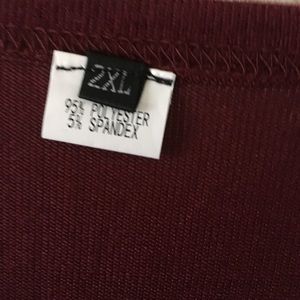 2XL
95% POLYESTER
5% SPANDEX